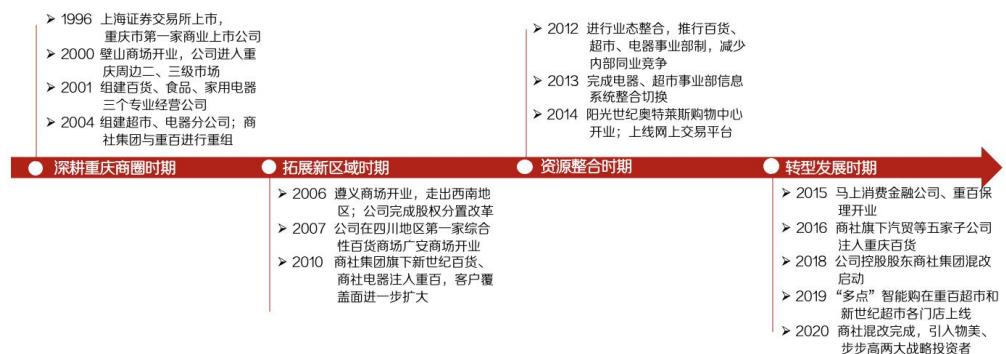 ➢ 1996 上海证券交易所上市，
重庆市第一家商业上市公司
➢ 2000 壁山商场开业，公司进入重
庆周边二、三级市场
➢ 2001 组建百货、食品、家用电器
三个专业经营公司
➢ 2004 组建超市、电器分公司；商
社集团与重百进行重组
➢ 2012 进行业态整合，推行百货、
超市、电器事业部制，减少
内部同业竞争
➢ 2013 完成电器、超市事业部信息
系统整合切换
➢ 2014 阳光世纪奥特莱斯购物中心
开业；上线网上交易平台
深耕重庆商圈时期
拓展新区域时期
资源整合时期
转型发展时期
➢ 2006 遵义商场开业，走出西南地
区；公司完成股权分置改革
➢ 2007 公司在四川地区第一家综合
性百货商场广安商场开业
➢ 2010 商社集团旗下新世纪百货、
商社电器注入重百，客户覆
盖面进一步扩大
➢ 2015 马上消费金融公司、重百保
理开业
➢ 2016 商社旗下汽贸等五家子公司
注入重庆百货
➢ 2018 公司控股股东商社集团混改
启动
➢ 2019 “多点”智能购在重百超市和
新世纪超市各门店上线
➢ 2020 商社混改完成，引入物美、
步步高两大战略投资者